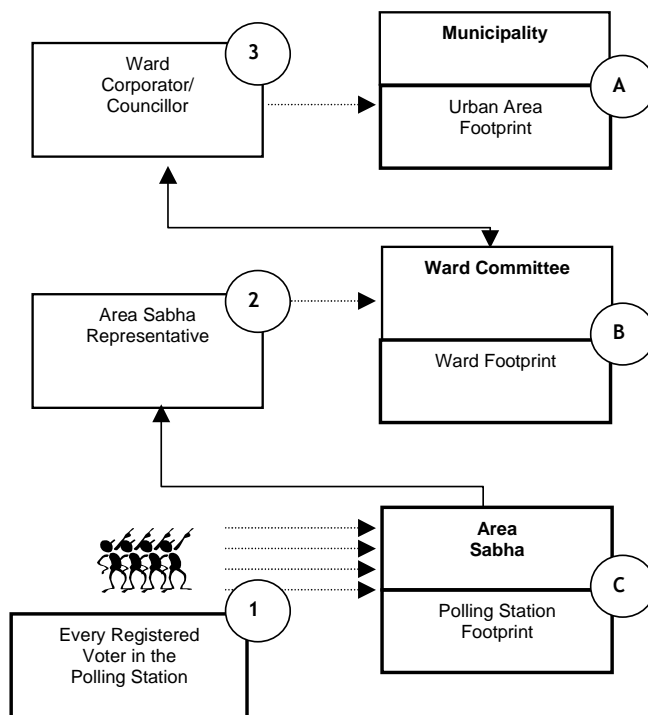 3
Ward
Corporator/
Councillor
Municipality
A
Urban Area
Footprint
2
Area Sabha
Representative
Ward Committee
B
Ward Footprint
Area
Sabha
C
Polling Station
Footprint
1
Every Registered
Voter in the
Polling Station